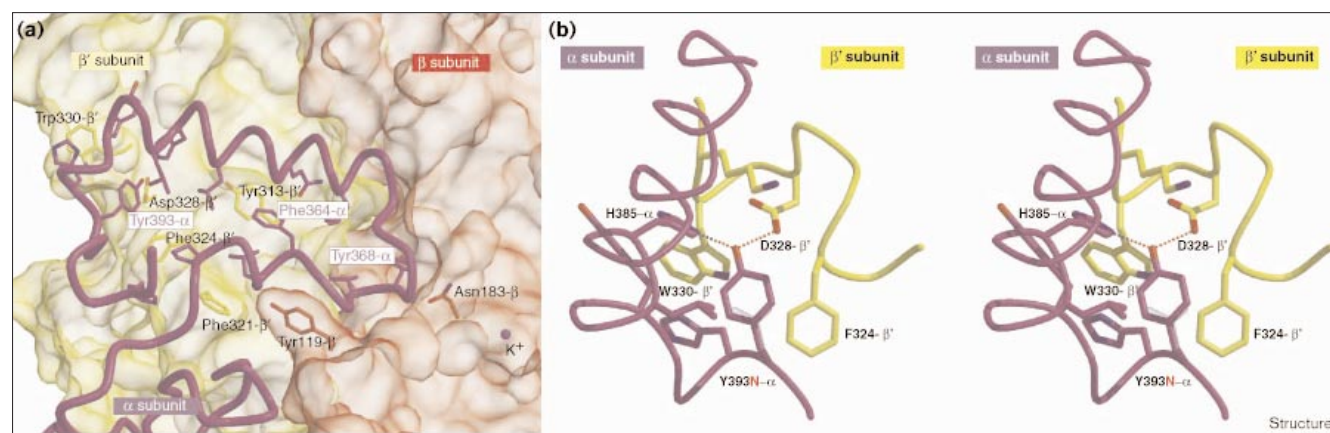 (a)
β' subunit
β subunit
Trp330-β'
Asp328-β'
Tyr313-β'
Tyr393-α
Phe364-α
Phe324-β'
Tyr368-α
Asn183-β
Phe321-β'
Tyr119-β
K+
α subunit
(b)
α subunit
β' subunit
H385-α
D328-β'
W330-β'
F324-β'
Y393N-α
α subunit
β' subunit
H385-α
D328-β'
W330-β'
F324-β'
Y393N-α
Structure